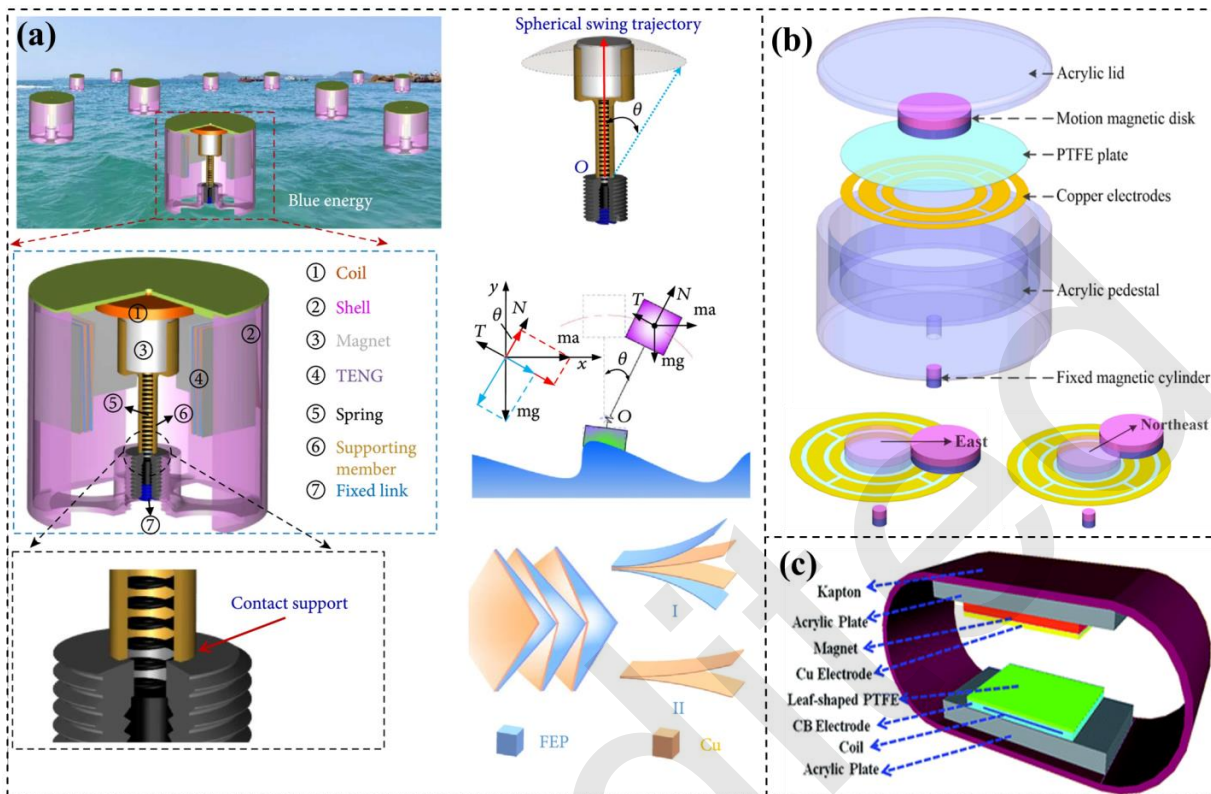 (a)
Blue energy
① Coil
② Shell
③ Magnet
④ TENG
⑤ Spring
⑥ Supporting
member
⑦ Fixed link
①
②
③
④
⑤
⑥
⑦
Contact support
Spherical swing trajectory
θ
O
y
N
θ
T
ma
x
mg
T
N
ma
mg
θ
O
I
II
FEP
Cu
(b)
Acrylic lid
Motion magnetic disk
PTFE plate
Copper electrodes
Acrylic pedestal
Fixed magnetic cylinder
East
Northeast
(c)
Kapton
Acrylic Plate
Magnet
Cu Electrode
Leaf-shaped PTFE
CB Electrode
Coil
Acrylic Plate